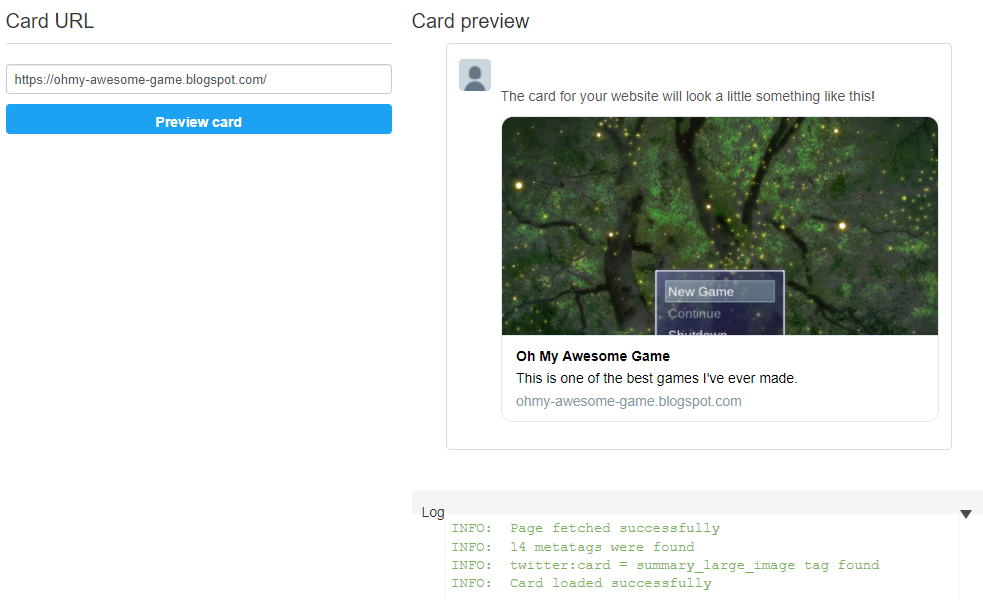 Card URL
https://ohmy-awesome-game.blogspot.com/
Preview card
Card preview
The card for your website will look a little something like this!
New Game
Continue
Shutdown
Oh My Awesome Game
This is one of the best games I've ever made.
ohmy-awesome-game.blogspot.com
Log
INFO: Page fetched successfully
INFO: 14 metatags were found
INFO: twitter:card = summary_large_image tag found
INFO: Card loaded successfully